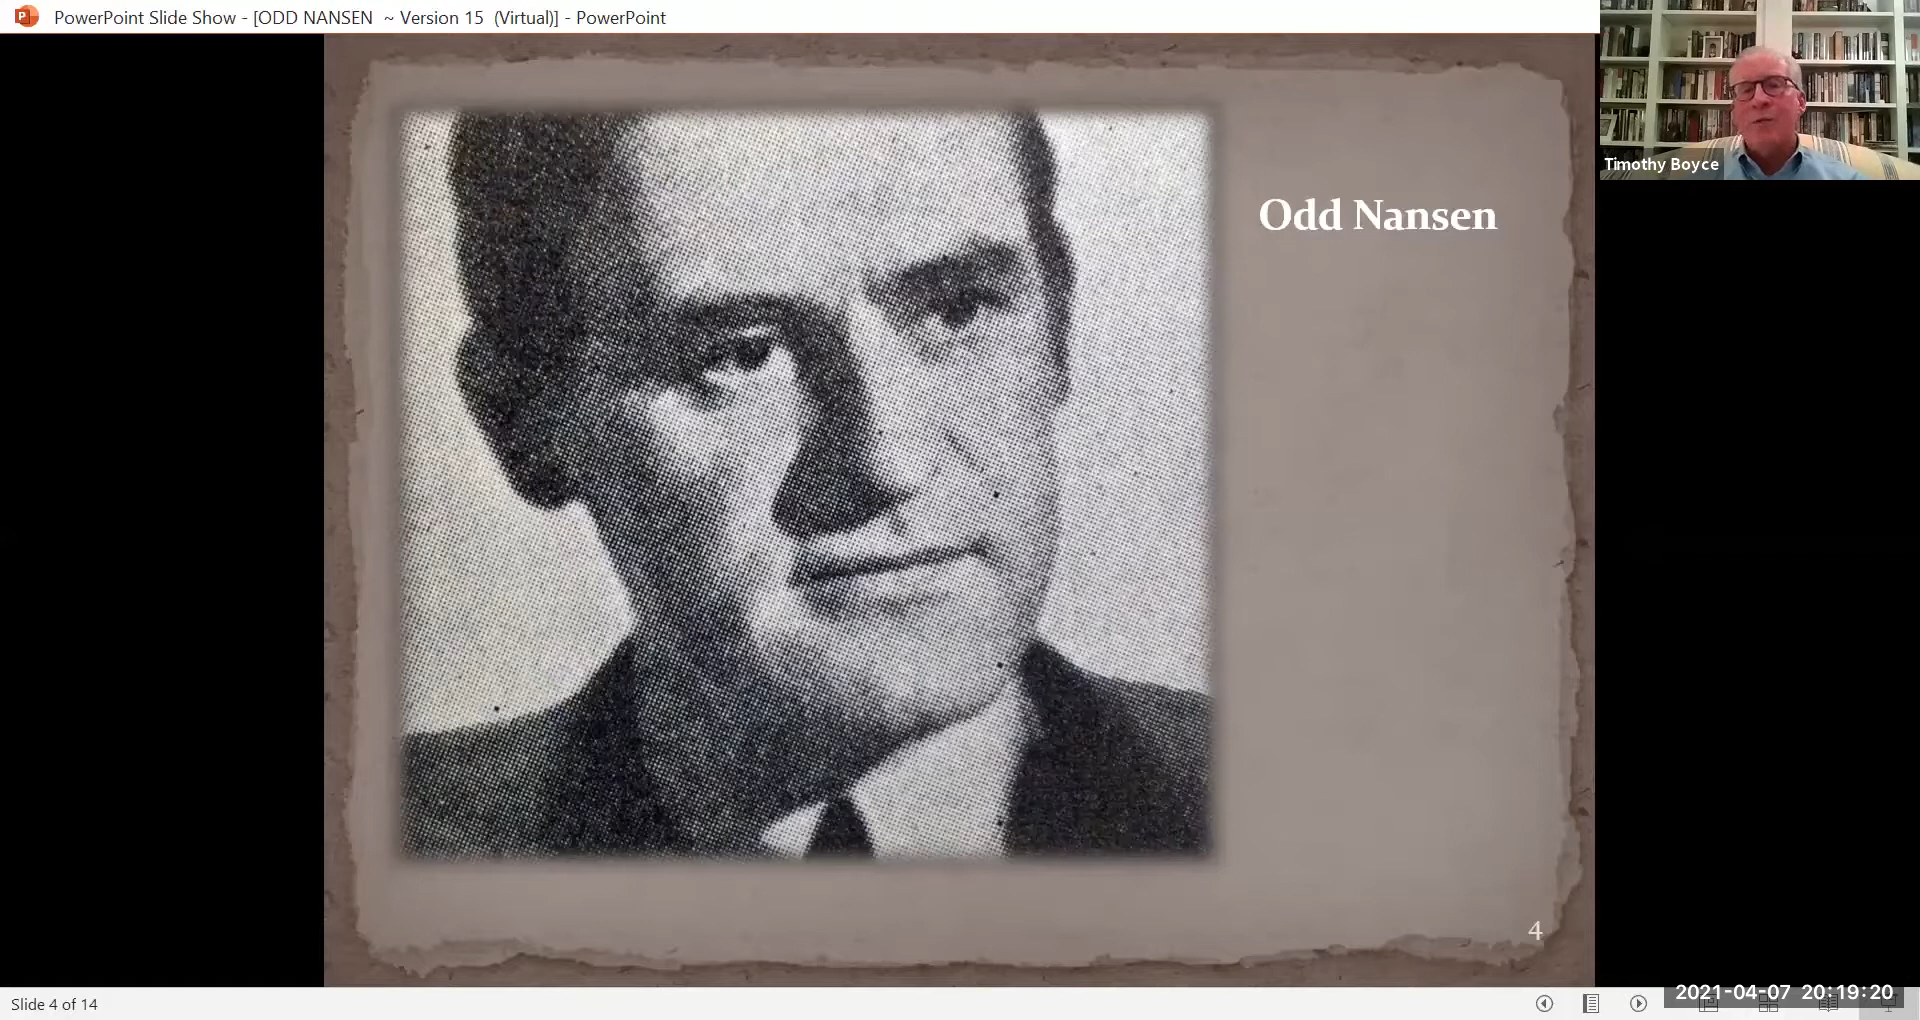 PowerPoint Slide Show - [ODD NANSEN ~ Version 15 (Virtual)] - PowerPoint
Timothy Boyce
Odd Nansen
4
Slide 4 of 14
2021-04-07 20:19:20